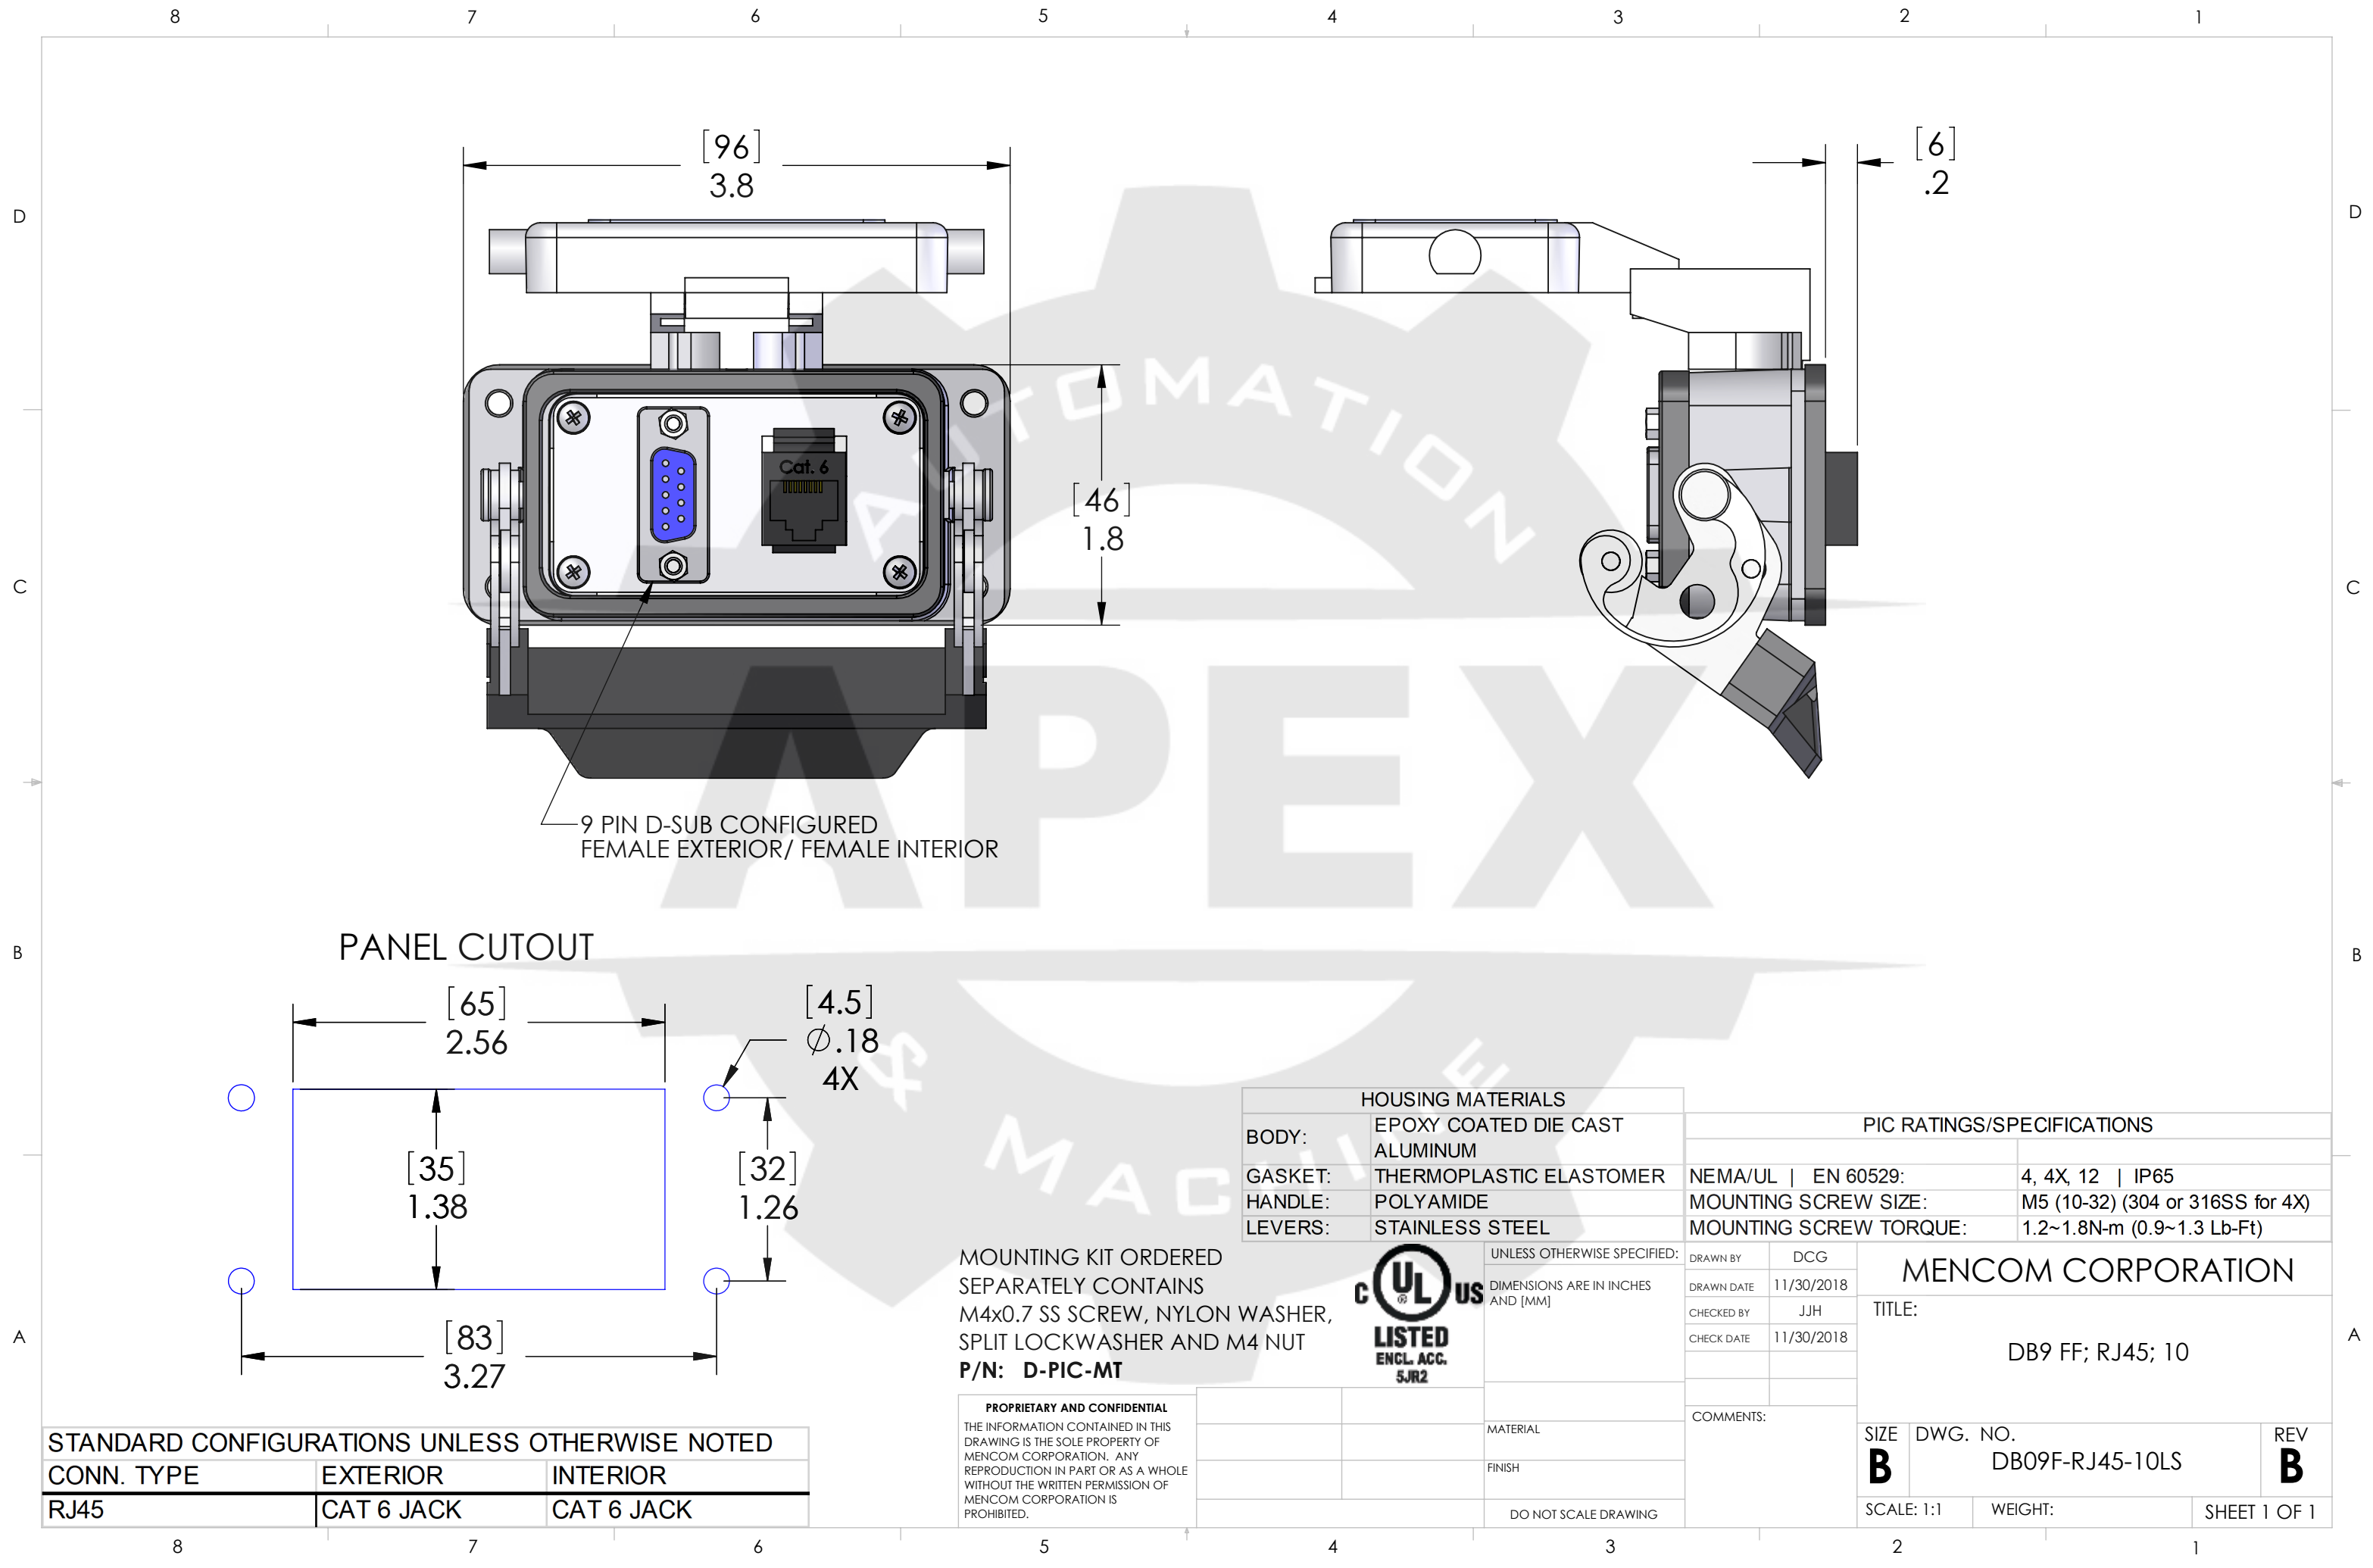 8 7 6 5 4 3 2 1
D D
C C
B B
A A
[96]
3.8
[6]
.2
Cat. 6
[46]
1.8
9 PIN D-SUB CONFIGURED
FEMALE EXTERIOR/ FEMALE INTERIOR
AUTOMATION
APEX
& MACHINE
PANEL CUTOUT
[65]
2.56
[4.5]
∅.18
4X
[35]
1.38
[32]
1.26
[83]
3.27
HOUSING MATERIALS
BODY: EPOXY COATED DIE CAST
ALUMINUM
GASKET: THERMOPLASTIC ELASTOMER
HANDLE: POLYAMIDE
LEVERS: STAINLESS STEEL
PIC RATINGS/SPECIFICATIONS
NEMA/UL | EN 60529: 4, 4X, 12 | IP65
MOUNTING SCREW SIZE: M5 (10-32) (304 or 316SS for 4X)
MOUNTING SCREW TORQUE: 1.2~1.8N-m (0.9~1.3 Lb-Ft)
MOUNTING KIT ORDERED
SEPARATELY CONTAINS
M4x0.7 SS SCREW, NYLON WASHER,
SPLIT LOCKWASHER AND M4 NUT
P/N: D-PIC-MT
C UL ® US
LISTED
ENCL. ACC.
5JR2
UNLESS OTHERWISE SPECIFIED:
DIMENSIONS ARE IN INCHES
AND [MM]
MATERIAL
FINISH
DO NOT SCALE DRAWING
DRAWN BY DCG
DRAWN DATE 11/30/2018
CHECKED BY JJH
CHECK DATE 11/30/2018
COMMENTS:
MENCOM CORPORATION
TITLE:
DB9 FF; RJ45; 10
SIZE DWG. NO. REV
B DB09F-RJ45-10LS B
SCALE: 1:1 WEIGHT: SHEET 1 OF 1
PROPRIETARY AND CONFIDENTIAL
THE INFORMATION CONTAINED IN THIS
DRAWING IS THE SOLE PROPERTY OF
MENCOM CORPORATION. ANY
REPRODUCTION IN PART OR AS A WHOLE
WITHOUT THE WRITTEN PERMISSION OF
MENCOM CORPORATION IS
PROHIBITED.
STANDARD CONFIGURATIONS UNLESS OTHERWISE NOTED
CONN. TYPE EXTERIOR INTERIOR
RJ45 CAT 6 JACK CAT 6 JACK
8 7 6 5 4 3 2 1